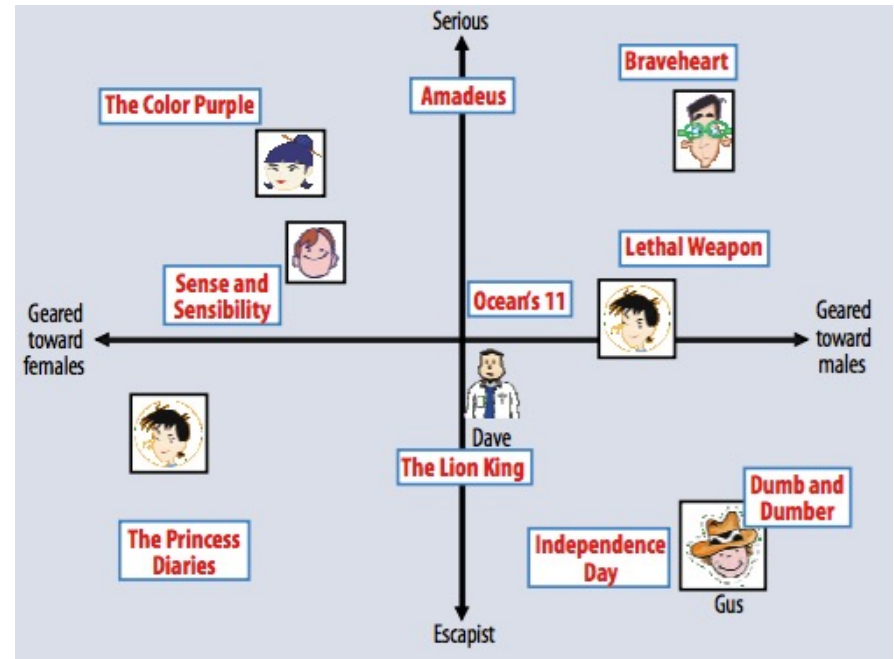 Serious
Braveheart
The Color Purple
Amadeus
Lethal Weapon
Sense and
Sensibility
Ocean's 11
Geared
toward
females
Geared
toward
males
Dave
The Lion King
Dumb and
Dumber
The Princess
Diaries
Independence
Day
Gus
Escapist